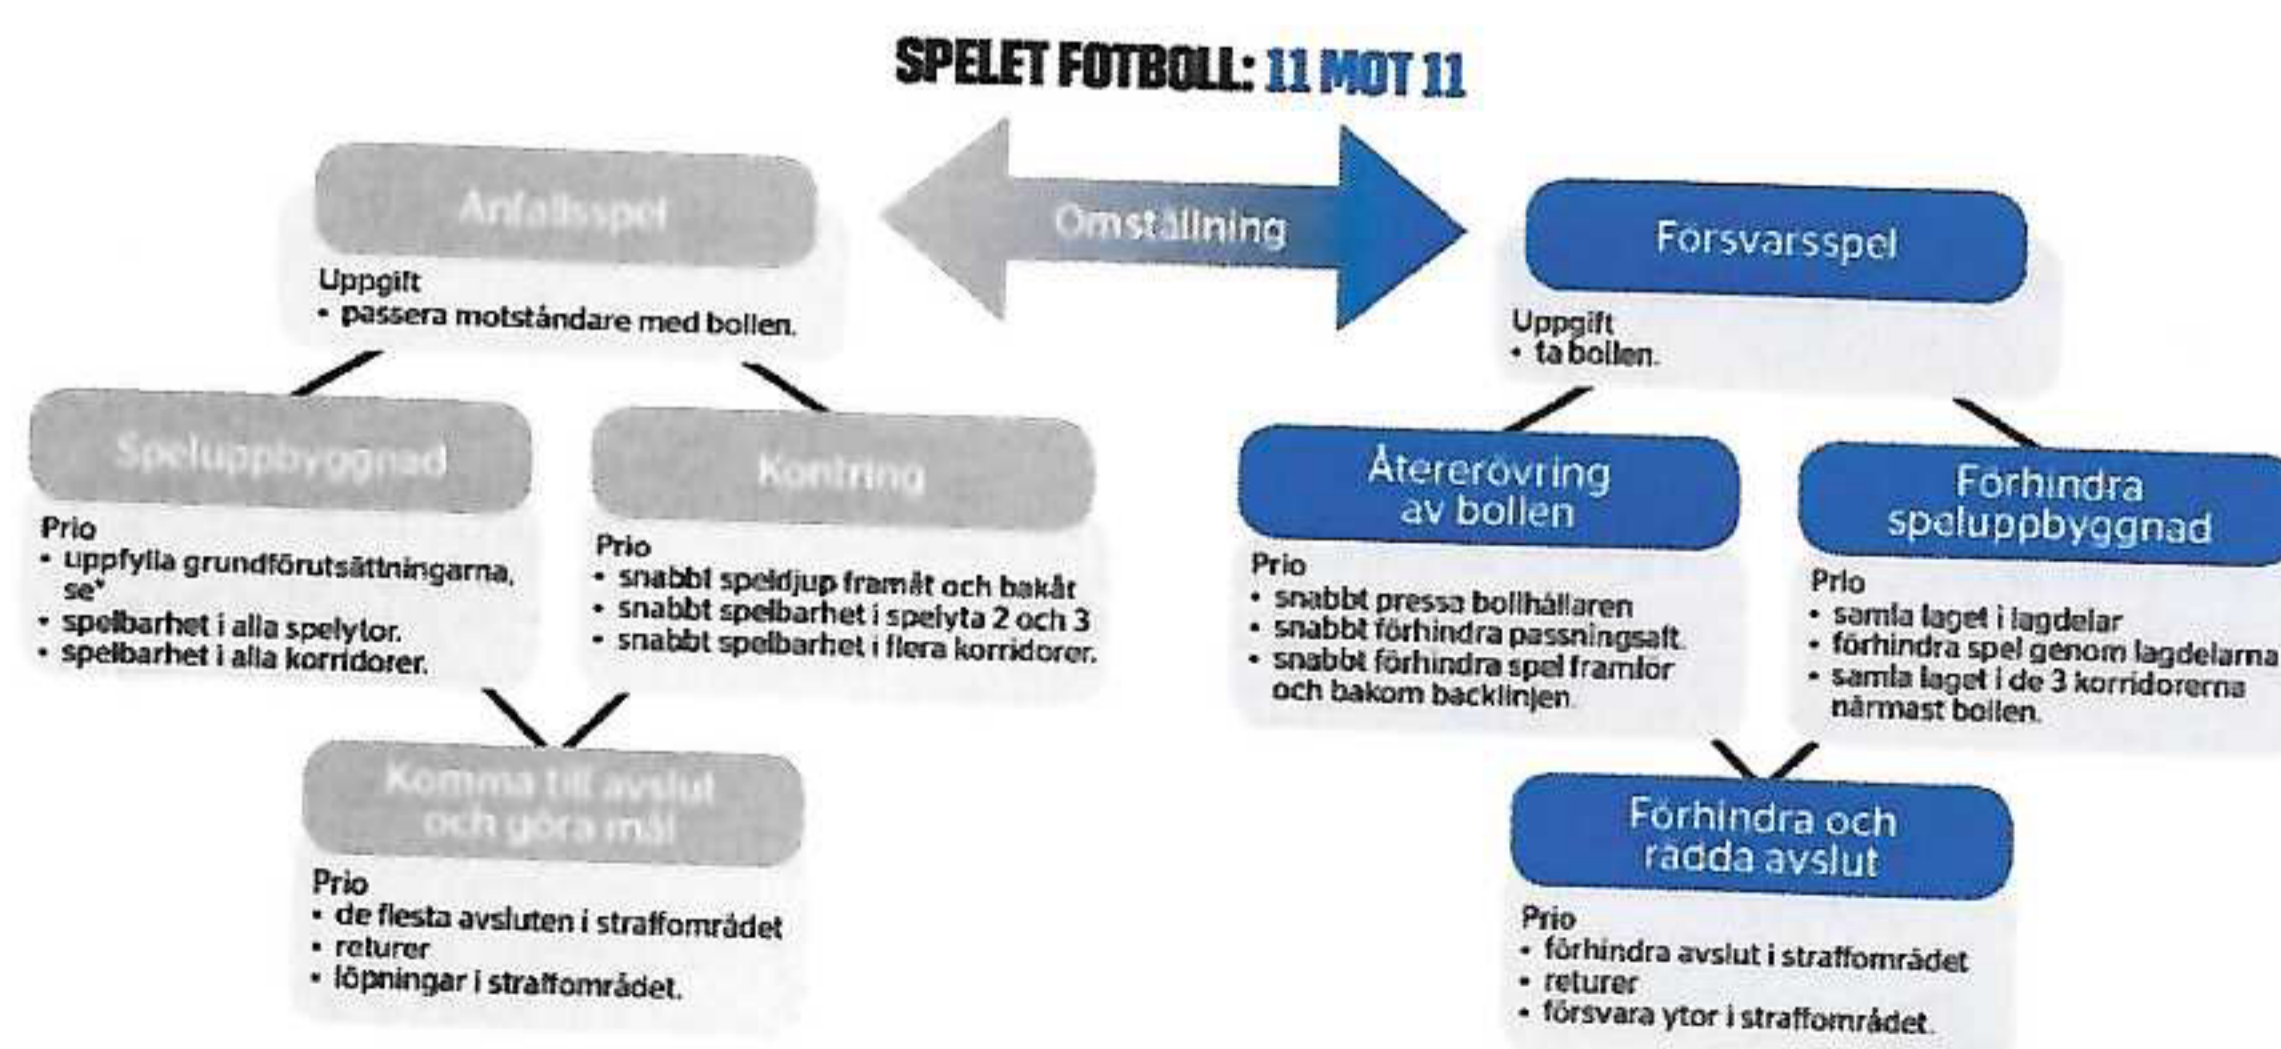 SPELET FOTBOLL: 11 MOT 11
Omställning
Anfallsspel
Uppgift
• passera motståndare med bollen.
Speluppbyggnad
Prio
• uppfylla grundförutsättningarna,
se*
• spelbarhet i alla spelytor.
• spelbarhet i alla korridorer.
Kontring
Prio
• snabbt speldjup framåt och bakåt
• snabbt spelbarhet i spelyta 2 och 3
• snabbt spelbarhet i flera korridorer.
Komma till avslut
och göra mål
Prio
• de flesta avsluten i straffområdet
• returer
• löpningar i straffområdet.
Försvarsspel
Uppgift
• ta bollen.
Återerövring
av bollen
Prio
• snabbt pressa bollhållaren
• snabbt förhindra passningsalt.
• snabbt förhindra spel framför
och bakom backlinjen.
Förhindra
speluppbyggnad
Prio
• samla laget i lagdelar
• förhindra spel genom lagdelarna
• samla laget i de 3 korridorerna
närmast bollen.
Förhindra och
rädda avslut
Prio
• förhindra avslut i straffområdet
• returer
• försvara ytor i straffområdet.